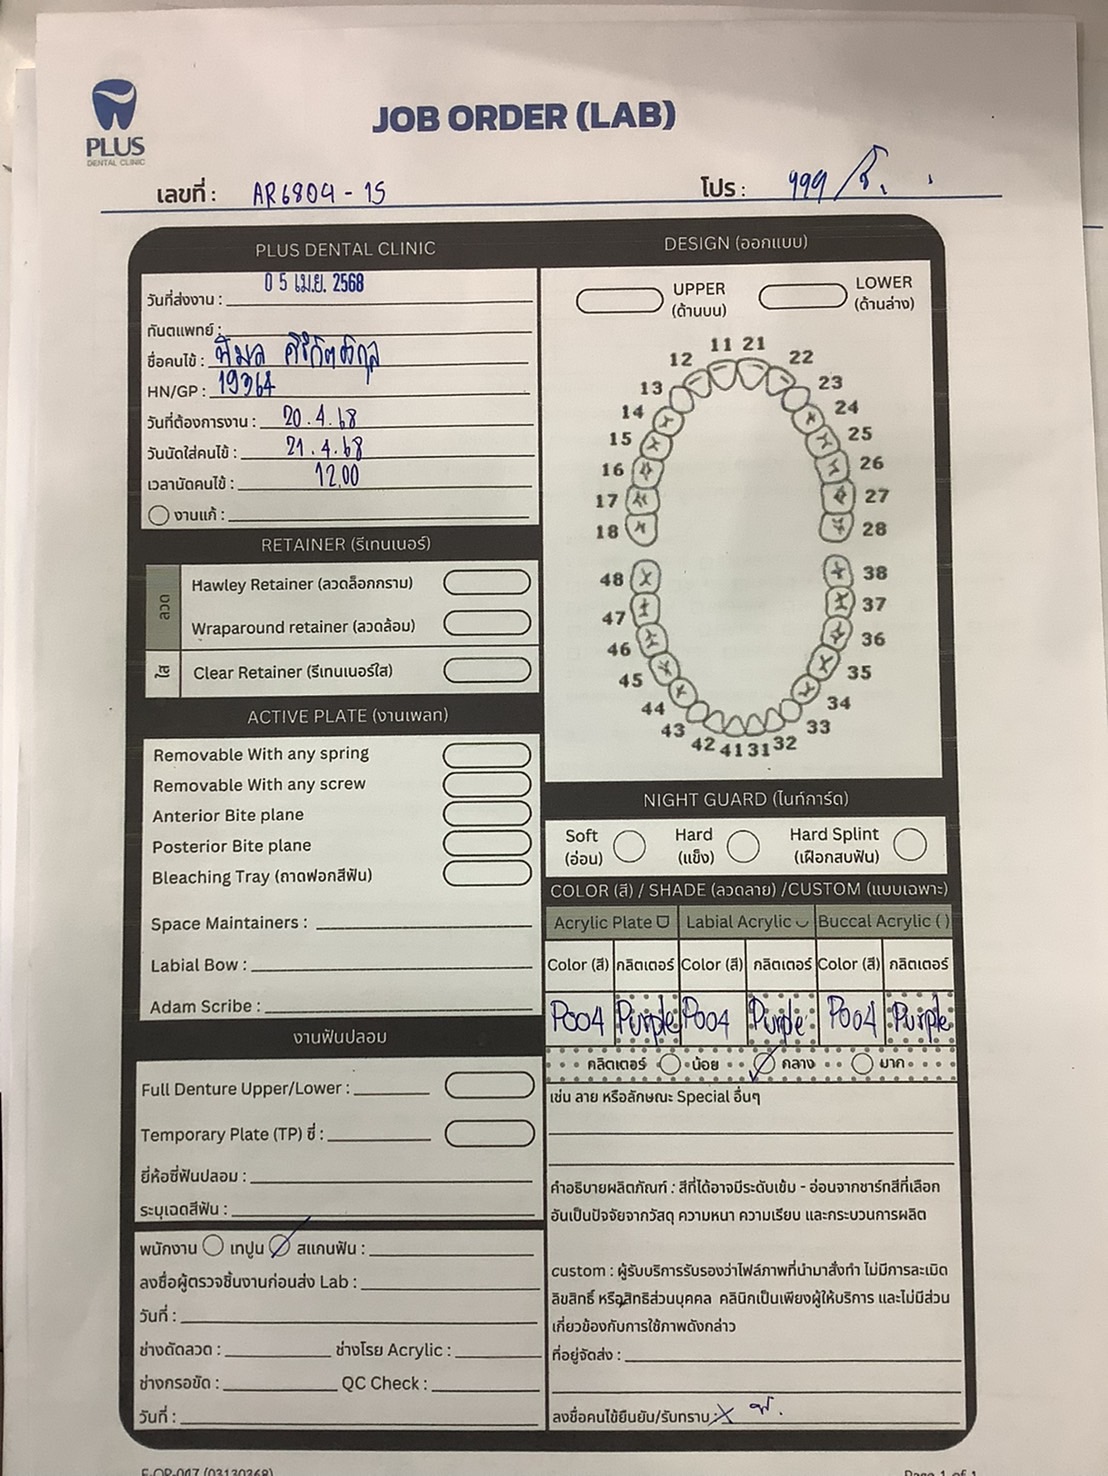 PLUS
DENTAL CLINIC
JOB ORDER (LAB)
เลขที่ : AR6804 - 15
โปร : 999 /
PLUS DENTAL CLINIC
วันที่ส่งงาน : 05 เม.ย. 2568
ทันตแพทย์ :
ชื่อคนไข้ : พิมล
HN/GP : 19364
วันที่ต้องการงาน : 20.4.68
วันนัดใส่คนไข้ : 21.4.68
เวลานัดคนไข้ : 12.00
งานแก้ :
RETAINER (รีเทนเนอร์)
ลวด
Hawley Retainer (ลวดล็อกกราม)
Wraparound retainer (ลวดล้อม)
ใส
Clear Retainer (รีเทนเนอร์ใส)
ACTIVE PLATE (งานเพลท)
Removable With any spring
Removable With any screw
Anterior Bite plane
Posterior Bite plane
Bleaching Tray (ถาดฟอกสีฟัน)
Space Maintainers :
Labial Bow :
Adam Scribe :
งานฟันปลอม
Full Denture Upper/Lower :
Temporary Plate (TP) ซี่ :
ยี่ห้อซี่ฟันปลอม :
ระบุเฉดสีฟัน :
พนักงาน เทปูน สแกนฟัน :
ลงชื่อผู้ตรวจชิ้นงานก่อนส่ง Lab :
วันที่ :
ช่างดัดลวด : ช่างโรย Acrylic :
ช่างกรอขัด : QC Check :
วันที่ :
DESIGN (ออกแบบ)
UPPER LOWER
(ด้านบน) (ด้านล่าง)
11 21
12 22
13 23
14 24
15 25
16 26
17 27
18 28
48 38
47 37
46 36
45 35
44 34
43 33
42 41 31 32
NIGHT GUARD (ไนท์การ์ด)
Soft Hard Hard Splint
(อ่อน) (แข็ง) (เฝือกสบฟัน)
COLOR (สี) / SHADE (ลวดลาย) /CUSTOM (แบบเฉพาะ)
Acrylic Plate Labial Acrylic Buccal Acrylic ( )
Color (สี) กลิตเตอร์ Color (สี) กลิตเตอร์ Color (สี) กลิตเตอร์
P004 Purple P004 Purple P004 Purple
กลิตเตอร์ น้อย กลาง มาก
เช่น ลาย หรือลักษณะ Special อื่นๆ
คำอธิบายผลิตภัณฑ์ : สีที่ได้อาจมีระดับเข้ม - อ่อนจากชาร์ทสีที่เลือก
อันเป็นปัจจัยจากวัสดุ ความหนา ความเรียบ และกระบวนการผลิต
custom : ผู้รับบริการรับรองว่าไฟล์ภาพที่นำมาสั่งทำ ไม่มีการละเมิด
ลิขสิทธิ์ หรือสิทธิส่วนบุคคล คลินิกเป็นเพียงผู้ให้บริการ และไม่มีส่วน
เกี่ยวข้องกับการใช้ภาพดังกล่าว
ที่อยู่จัดส่ง :
ลงชื่อคนไข้ยืนยัน/รับทราบ : X พ.
F-OP-047 (03130268)
Page 1 of 1